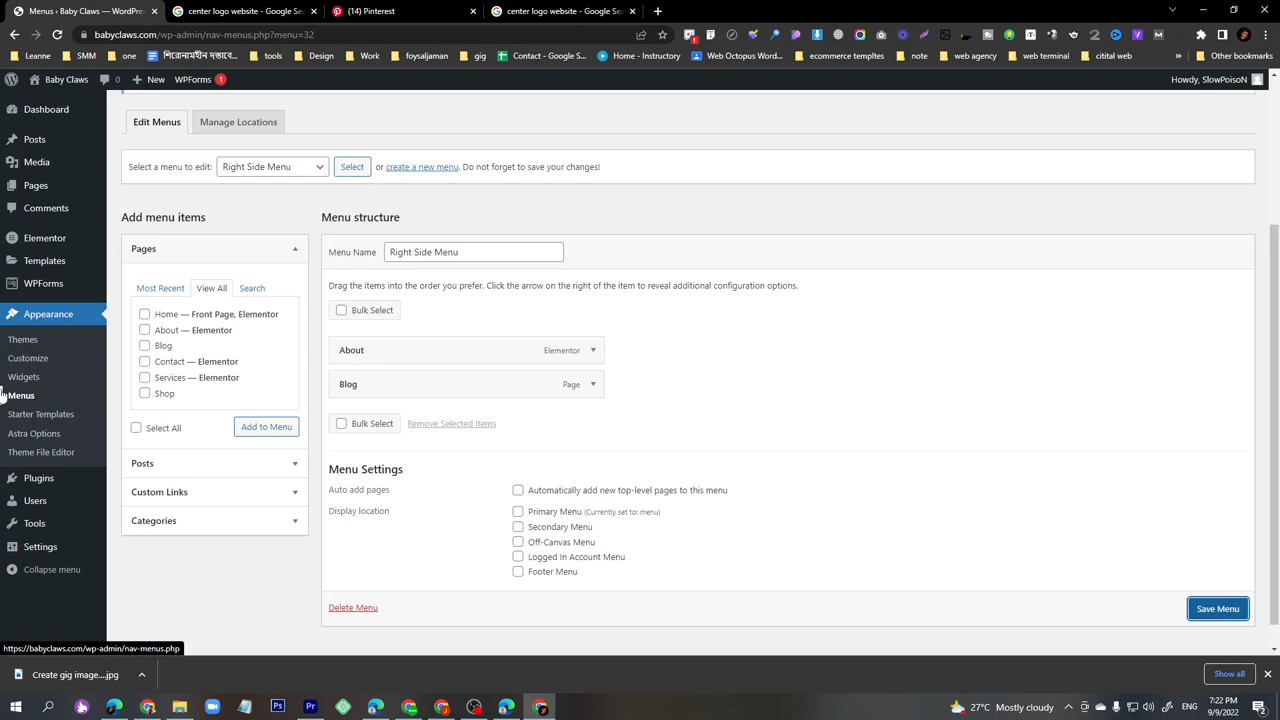 Menus ‹ Baby Claws — WordPre
center logo website - Google Se
(14) Pinterest
center logo website - Google Se
babyclaws.com/wp-admin/nav-menus.php?menu=32
Leanne
SM
ohn
Tools
Design
Work
foysaljaman
gig
Contact - Google S...
Home - Instructory
Web Octopus Wor...
ecommerce
note
web agency
web terminal
cital web
»
Other bookmarks
Baby Claws
0
New
WPForms 1
Howdy, SlowPoisoN
Dashboard
Posts
Media
Pages
Comments
Elementor
Templates
WPForms
Appearance
Themes
Customize
Widgets
Menus
Starter Templates
Astra Options
Theme File Editor
Plugins
Users
Tools
Settings
Collapse menu
Edit Menus
Manage Locations
Select a menu to edit: Right Side Menu Select or create a new menu. Do not forget to save your changes!
Add menu items
Pages
Most Recent View All Search
Home — Front Page, Elementor
About — Elementor
Blog
Contact — Elementor
Services — Elementor
Shop
Select All
Add to Menu
Posts
Custom Links
Categories
Menu structure
Menu Name Right Side Menu
Drag the items into the order you prefer. Click the arrow on the right of the item to reveal additional configuration options.
Bulk Select
About Elementor
Blog Page
Bulk Select Remove Selected Items
Menu Settings
Auto add pages
Automatically add new top-level pages to this menu
Display location
Primary Menu (Currently set to: menu)
Secondary Menu
Off-Canvas Menu
Logged In Account Menu
Footer Menu
Delete Menu
Save Menu
https://babyclaws.com/wp-admin/nav-menus.php
Create gig image....jpg
Show all
27°C Mostly cloudy
ENG
7:22 PM
9/9/2022
2